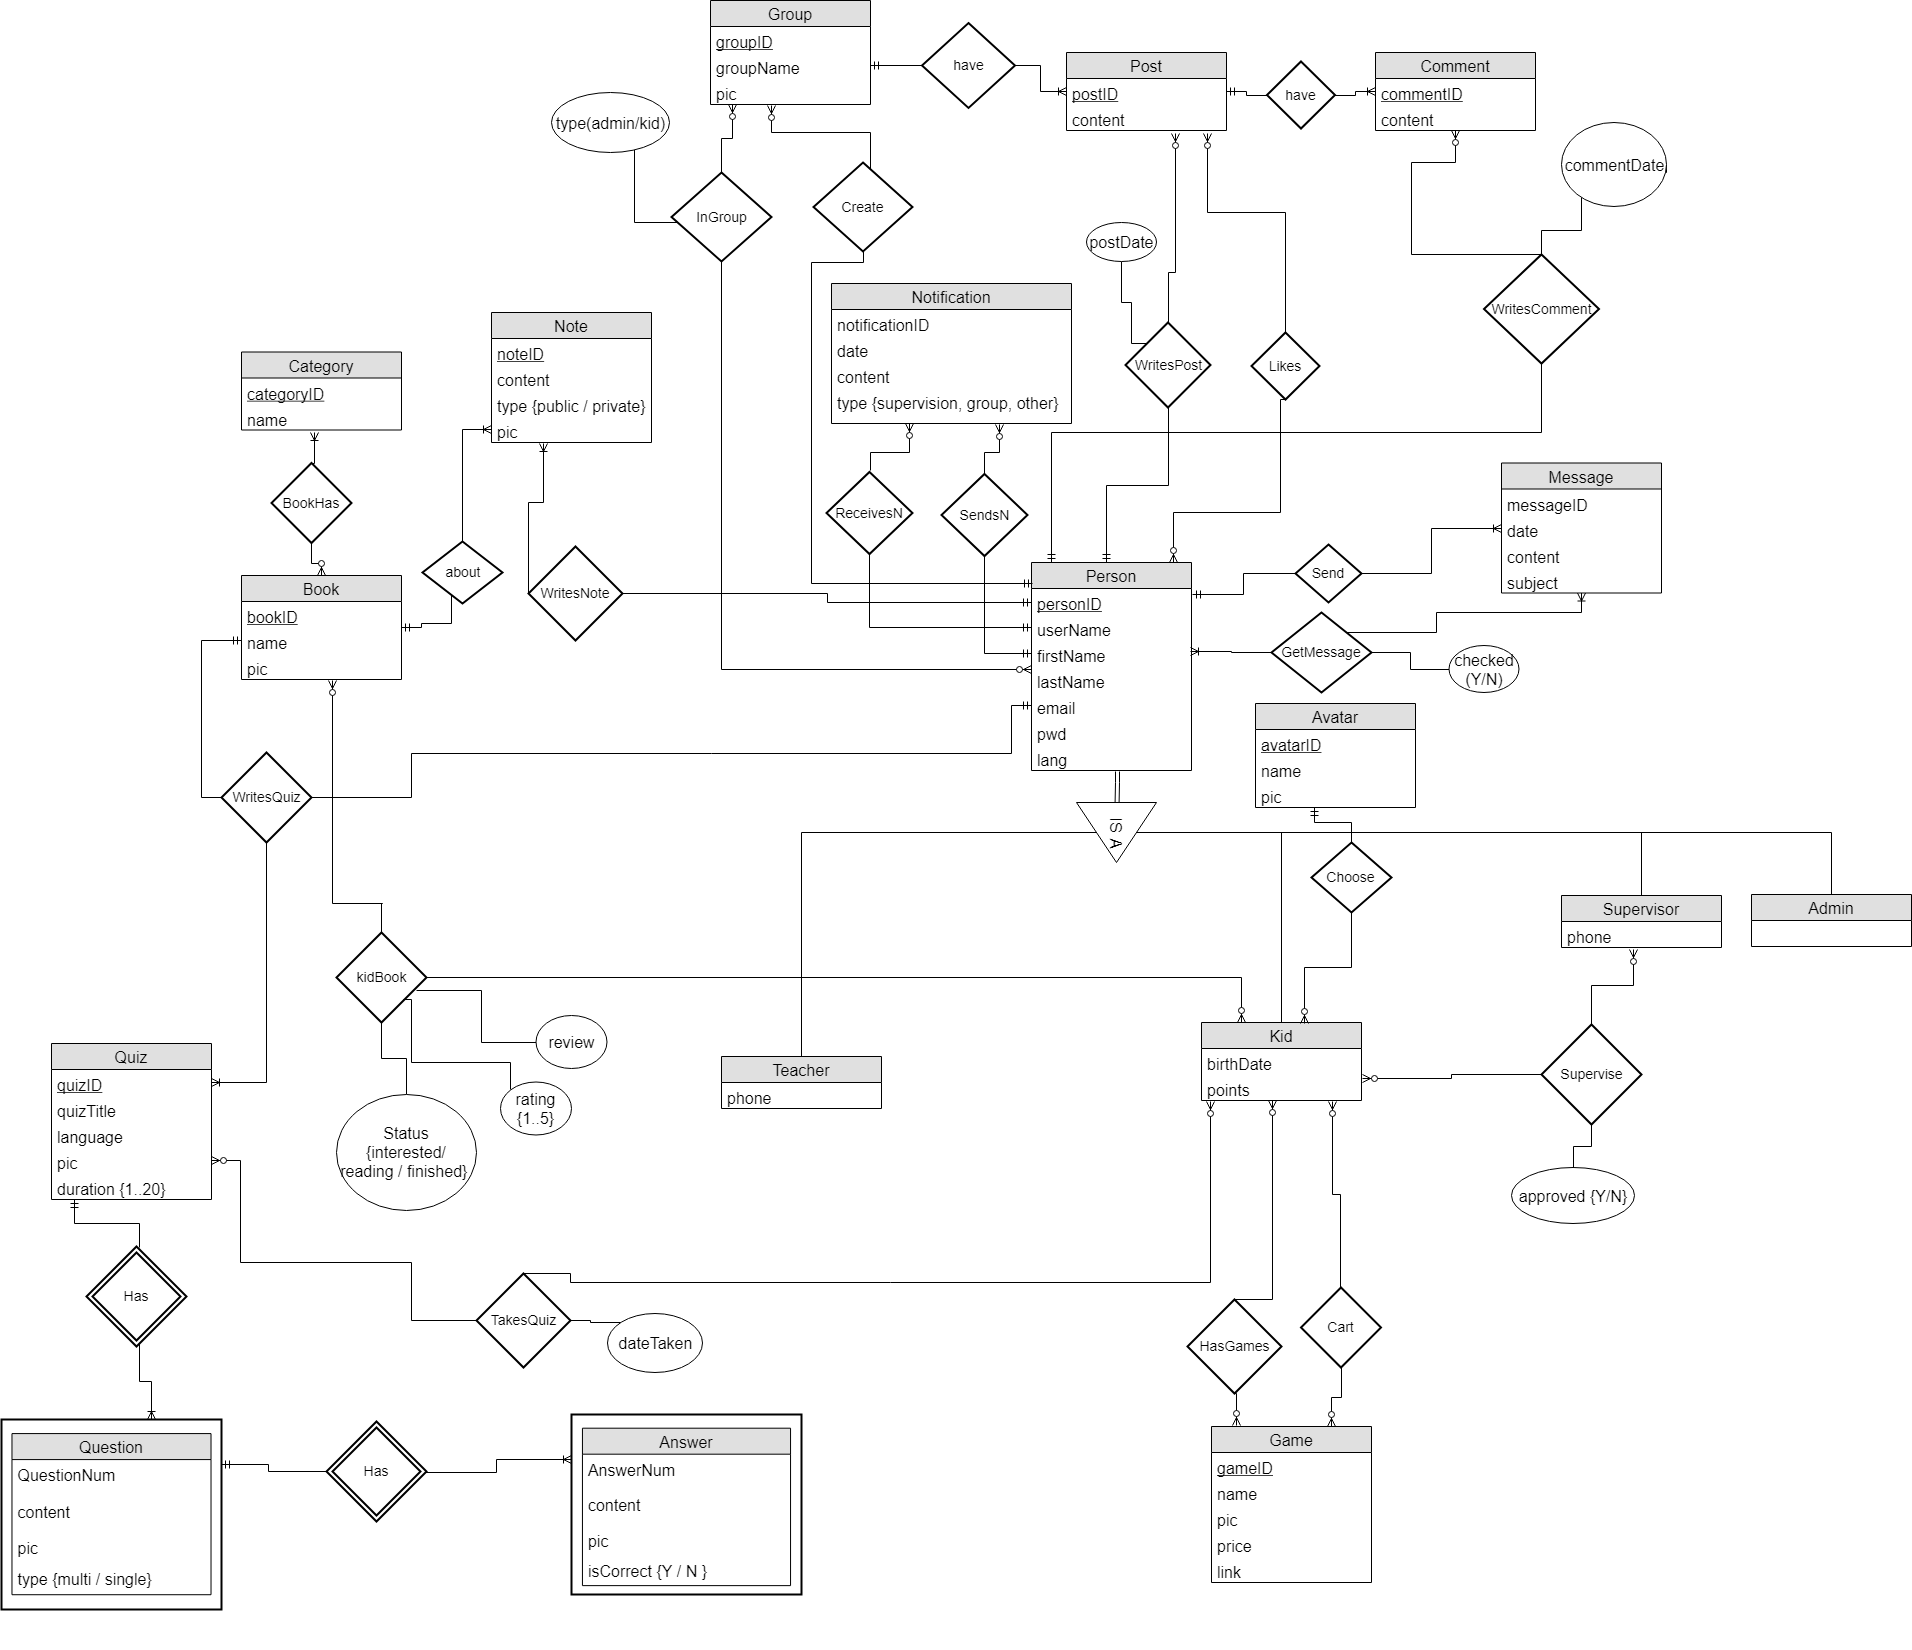 Group
groupID
groupName
pic
have
Post
postID
content
have
Comment
commentID
content
type(admin/kid)
commentDate
InGroup
Create
postDate
Notification
notificationID
date
content
type {supervision, group, other}
WritesComment
Note
noteID
content
type {public / private}
pic
Category
categoryID
name
WritesPost
Likes
BookHas
ReceivesN
SendsN
Message
messageID
date
content
subject
about
WritesNote
Send
Book
bookID
name
pic
Person
personID
userName
firstName
lastName
email
pwd
lang
GetMessage
checked
(Y/N)
Avatar
avatarID
name
pic
WritesQuiz
IS A
Choose
Supervisor
phone
Admin
kidBook
review
rating
{1..5}
Status
{interested/
reading / finished}
Quiz
quizID
quizTitle
language
pic
duration {1..20}
Teacher
phone
Kid
birthDate
points
Supervise
approved {Y/N}
Has
TakesQuiz
dateTaken
HasGames
Cart
Question
QuestionNum
content
pic
type {multi / single}
Has
Answer
AnswerNum
content
pic
isCorrect {Y / N }
Game
gameID
name
pic
price
link